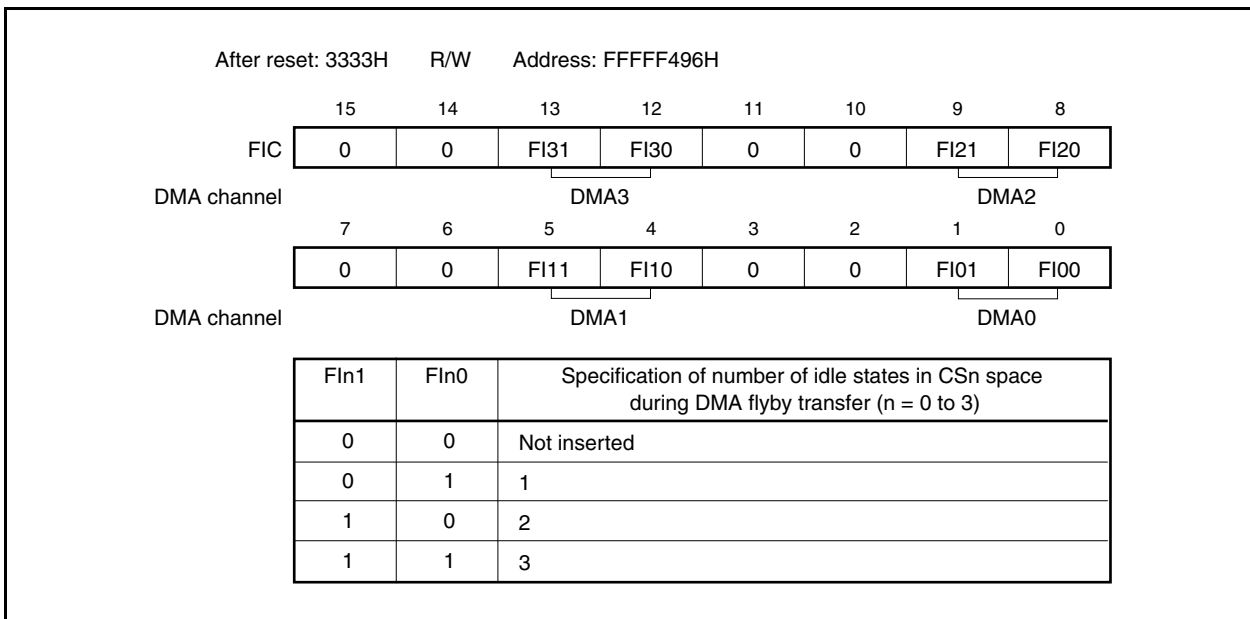 After reset: 3333H R/W Address: FFFFF496H
15 14 13 12 11 10 9 8
FIC 0 0 FI31 FI30 0 0 FI21 FI20
DMA channel DMA3 DMA2
7 6 5 4 3 2 1 0
0 0 FI11 FI10 0 0 FI01 FI00
DMA channel DMA1 DMA0
FIn1 FIn0 Specification of number of idle states in CSn space
during DMA flyby transfer (n = 0 to 3)
0 0 Not inserted
0 1 1
1 0 2
1 1 3